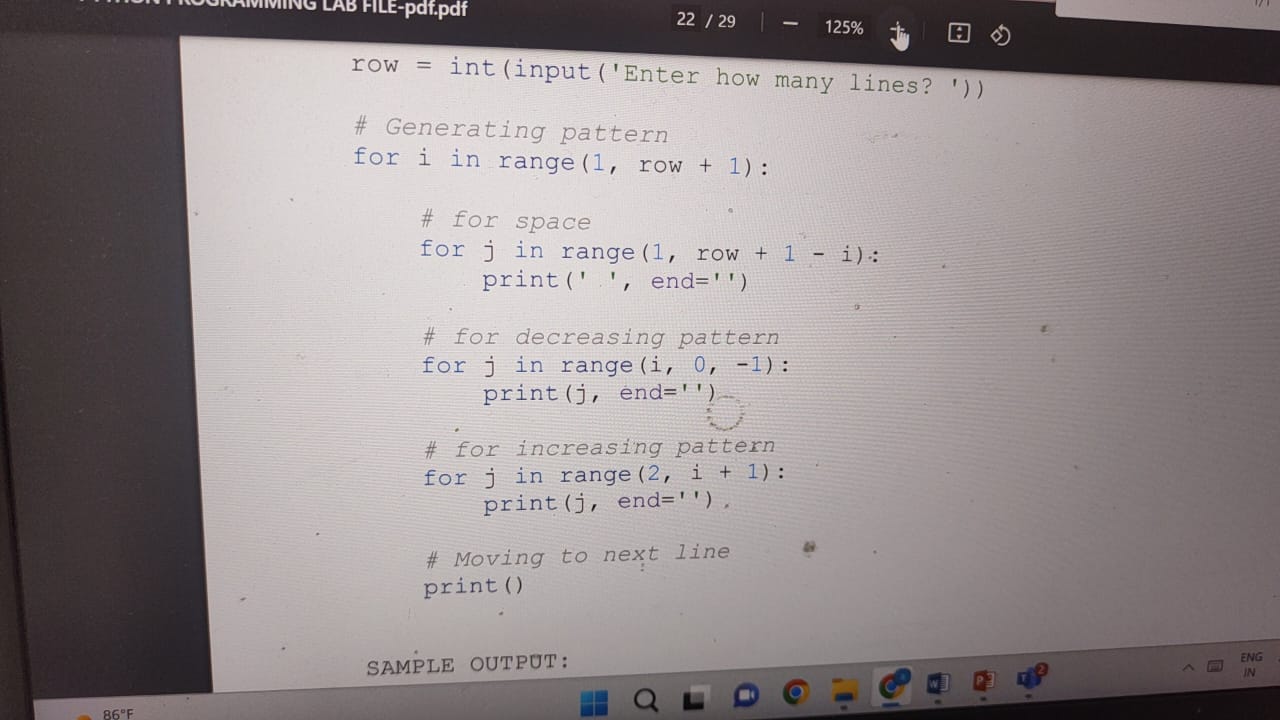 PROGRAMMING LAB FILE-pdf.pdf
22 / 29
125%
row = int(input('Enter how many lines? '))
# Generating pattern
for i in range(1, row + 1):
# for space
for j in range(1, row + 1 - i):
print(' ', end='')
# for decreasing pattern
for j in range(i, 0, -1):
print(j, end='')
# for increasing pattern
for j in range(2, i + 1):
print(j, end='')
# Moving to next line
print()
SAMPLE OUTPUT:
86°F
2
ENG
IN